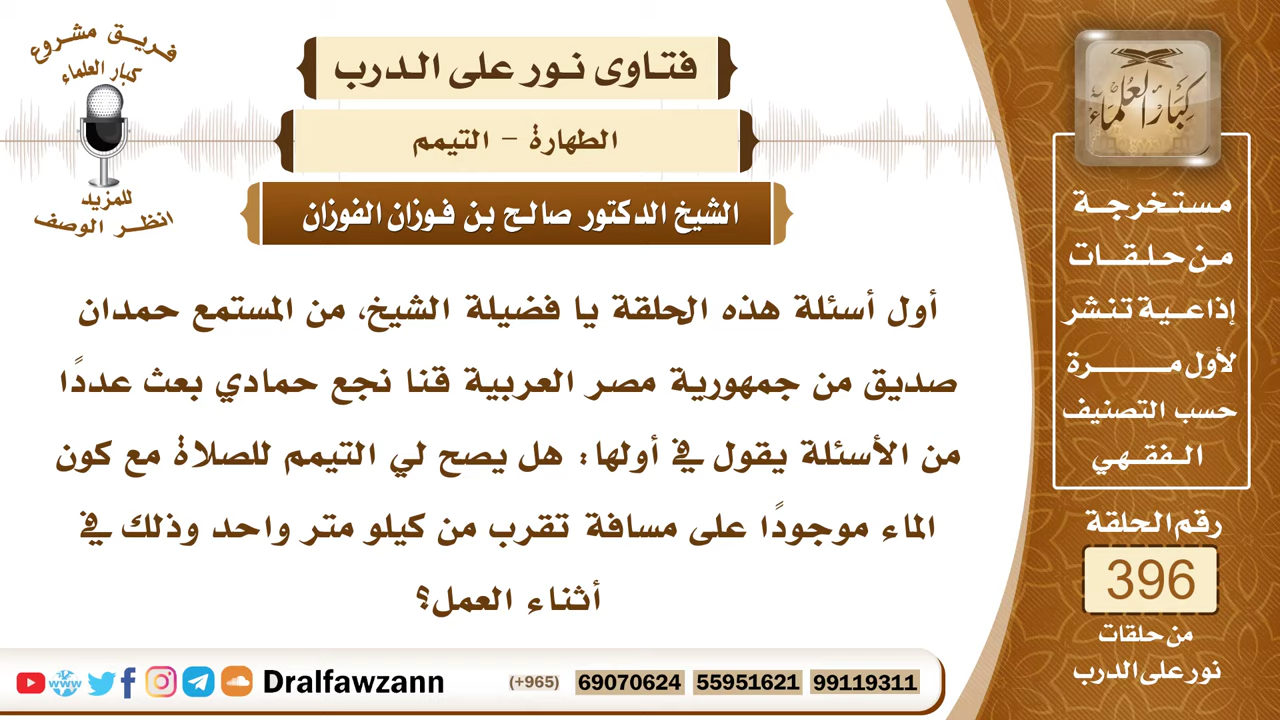 فريق مشروع
كبار العلماء
للمزيد
انظر الوصف
فتاوى نور على الدرب
الطهارة - التيمم
الشيخ الدكتور صالح بن فوزان الفوزان
أول أسئلة هذه الحلقة يا فضيلة الشيخ، من المستمع حمدان
صديق من جمهورية مصر العربية قنا نجع حمادي بعث عددًا
من الأسئلة يقول في أولها: هل يصح لي التيمم للصلاة مع كون
الماء موجودًا على مسافة تقرب من كيلو متر واحد وذلك في
أثناء العمل؟
كبار العلماء
مستخرجة
من حلقات
إذاعية تنشر
لأول مرة
حسب التصنيف
الفقهي
رقم الحلقة
396
من حلقات
نور على الدرب
www
Dralfawzann
(+965) 69070624 55951621 99119311